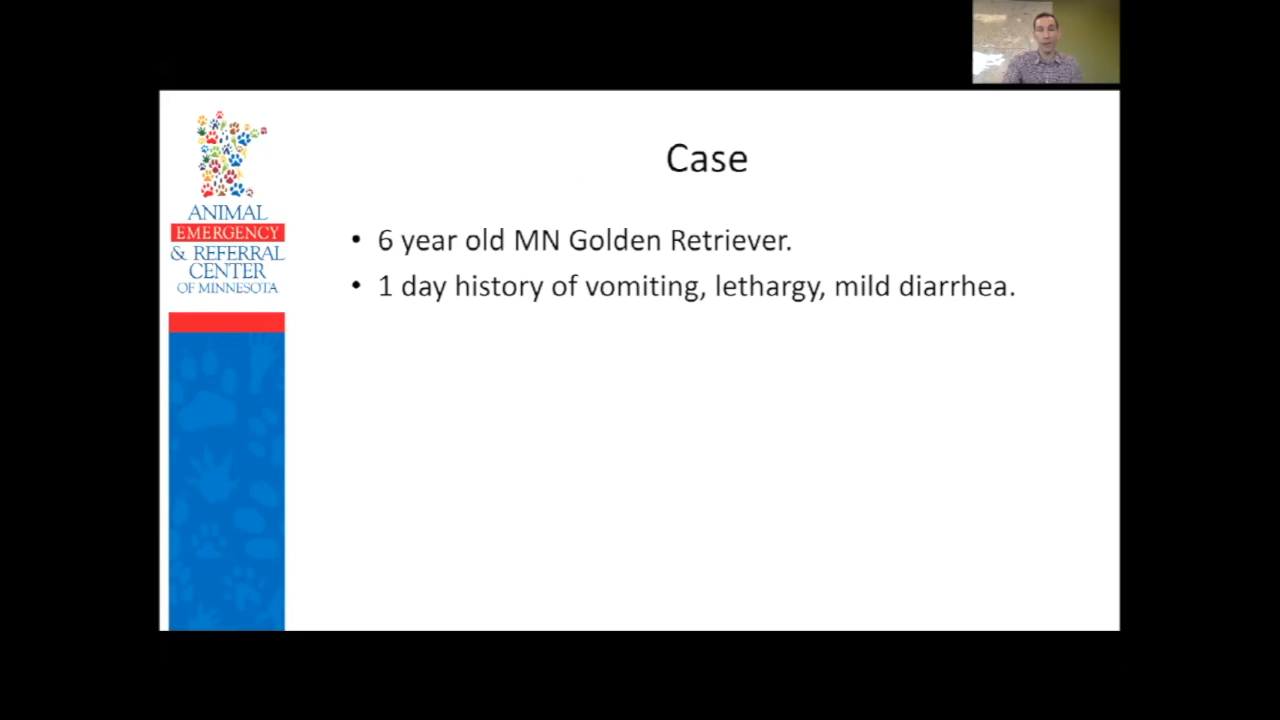 Case
ANIMAL
EMERGENCY
& REFERRAL
CENTER
OF MINNESOTA
• 6 year old MN Golden Retriever.
• 1 day history of vomiting, lethargy, mild diarrhea.